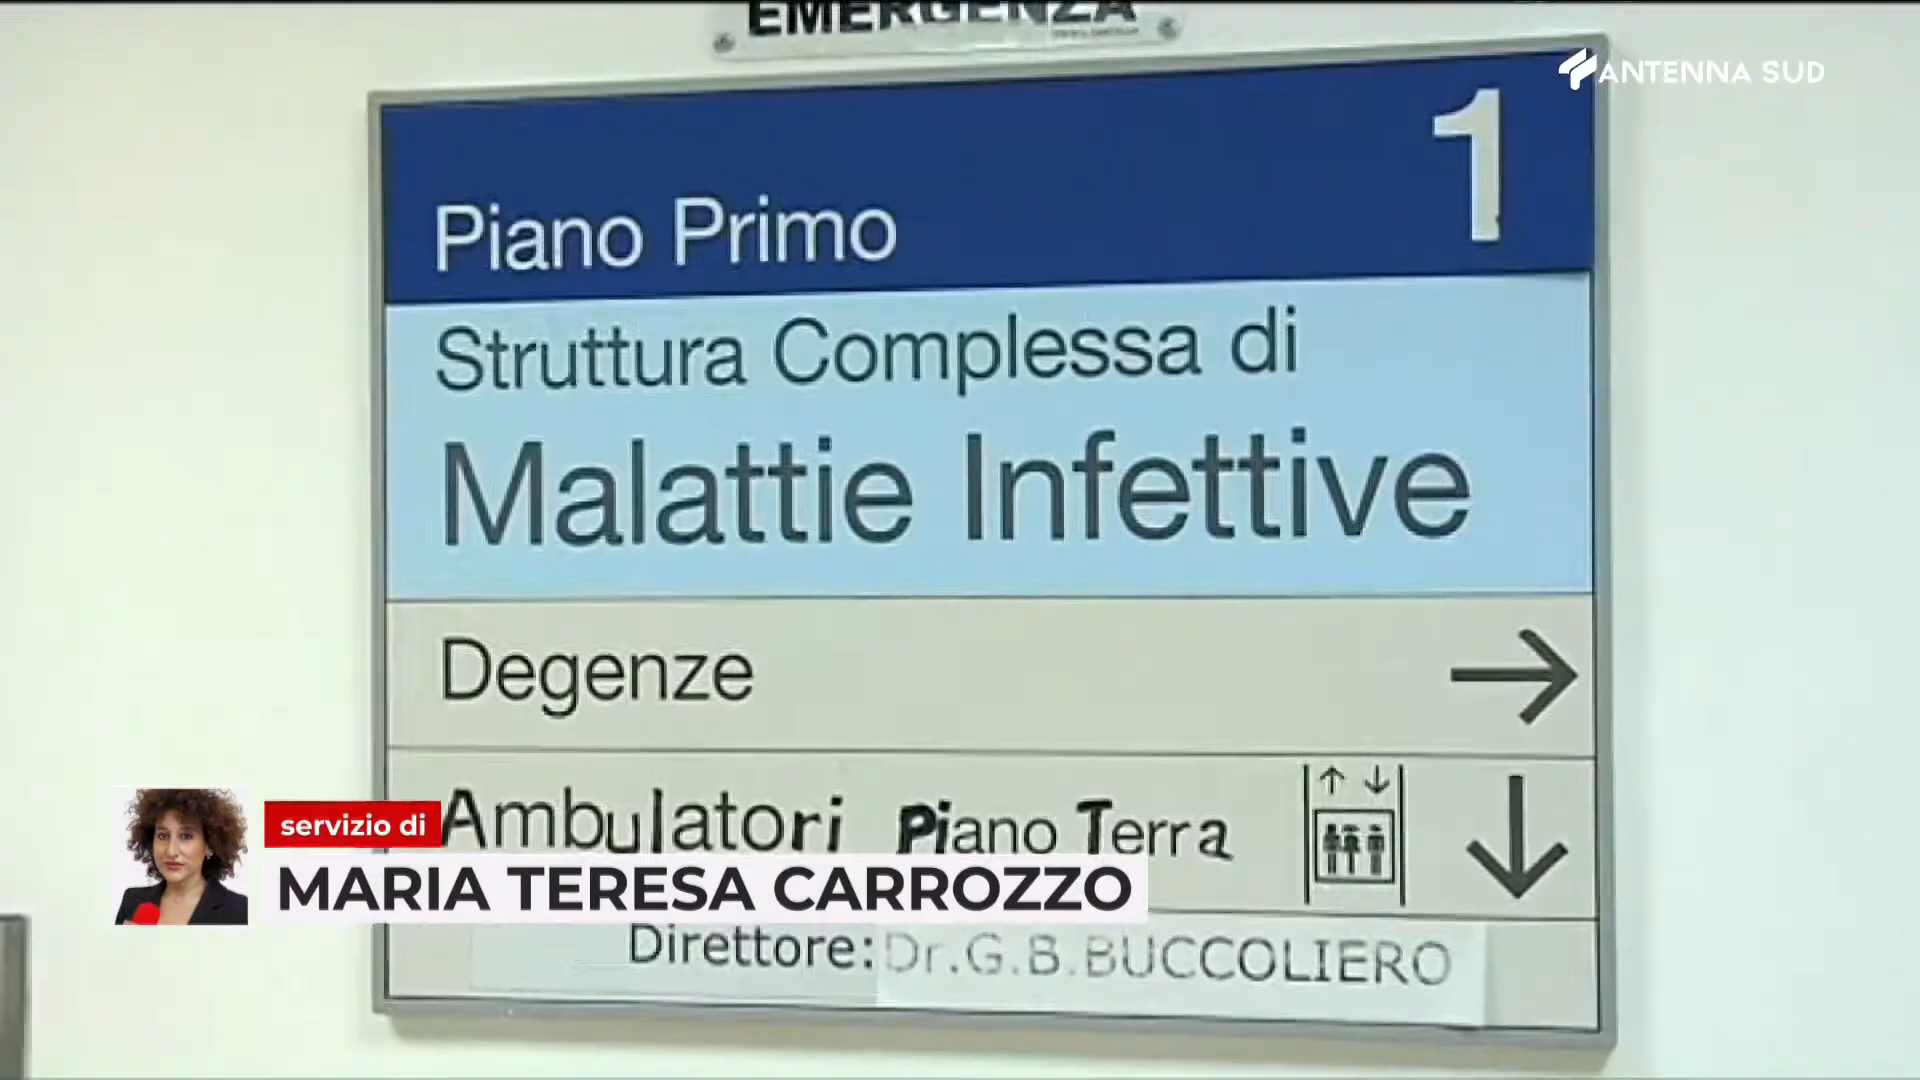 EMERGENZA
ANTENNA SUD
1
Piano Primo
Struttura Complessa di
Malattie Infettive
Degenze
Ambulatori Piano Terra
servizio di
MARIA TERESA CARROZZO
Direttore: Dr.G.B.BUCCOLIERO